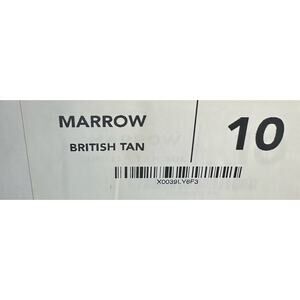 MARROW
10
BRITISH TAN
X0039LY6F3